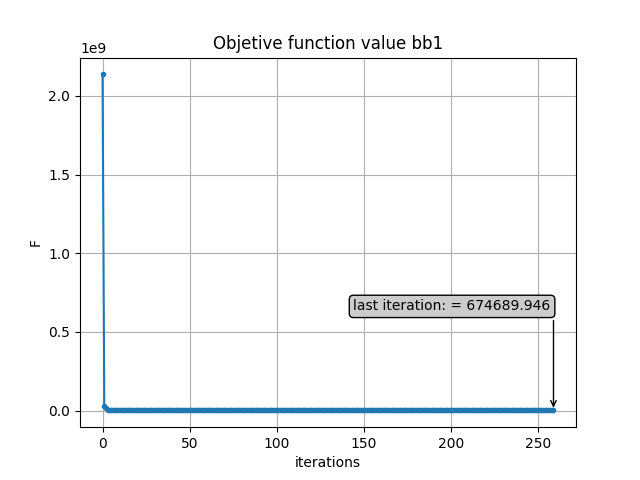 Objetive function value bb1
1e9
2.0
1.5
1.0
0.5
0.0
F
last iteration: = 674689.946
0 50 100 150 200 250
iterations